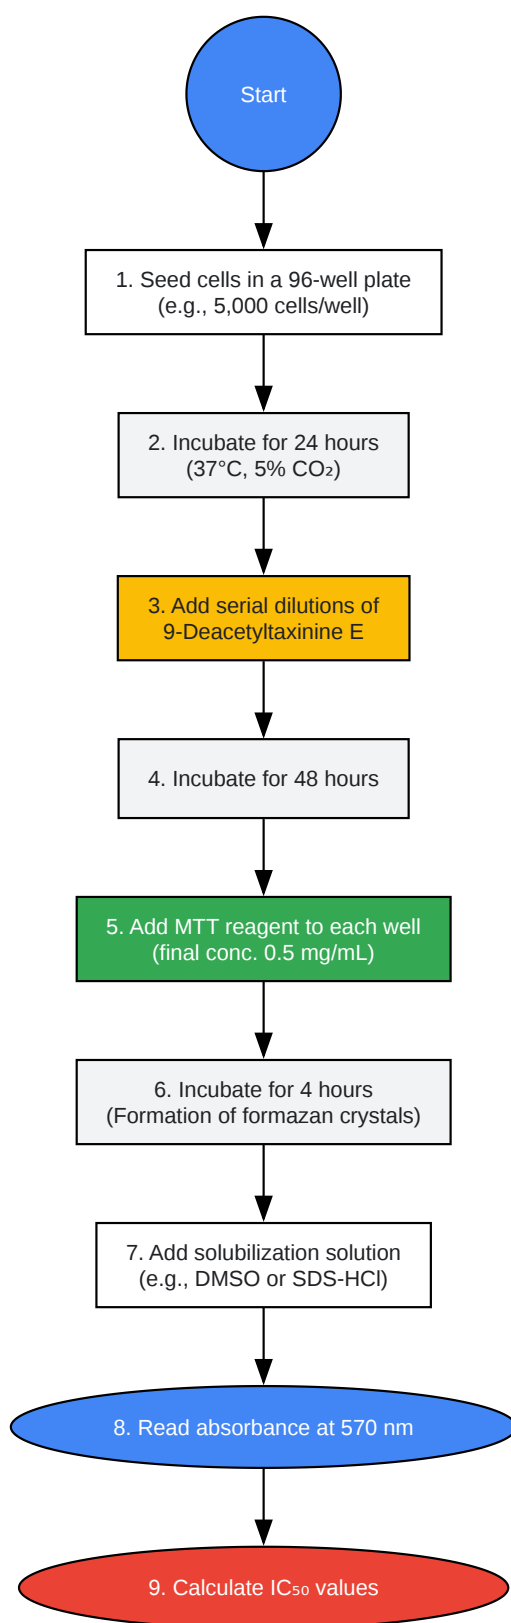 Start
1. Seed cells in a 96-well plate
(e.g., 5,000 cells/well)
2. Incubate for 24 hours
(37°C, 5% CO₂)
3. Add serial dilutions of
9-Deacetyltaxinine E
4. Incubate for 48 hours
5. Add MTT reagent to each well
(final conc. 0.5 mg/mL)
6. Incubate for 4 hours
(Formation of formazan crystals)
7. Add solubilization solution
(e.g., DMSO or SDS-HCl)
8. Read absorbance at 570 nm
9. Calculate IC₅₀ values